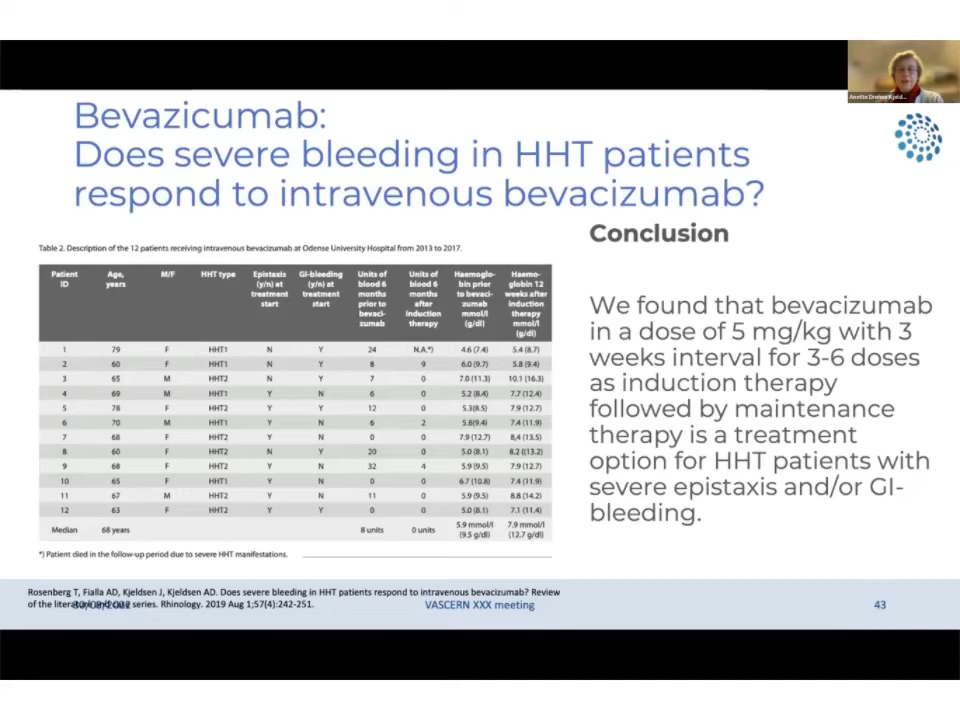 Anette Drøhse Kjeld...
Bevazicumab:
Does severe bleeding in HHT patients
respond to intravenous bevacizumab?
Table 2. Description of the 12 patients receiving intravenous bevacizumab at Odense University Hospital from 2013 to 2017.
Patient ID Age, years M/F HHT type Epistaxis (y/n) at treatment start GI-bleeding (y/n) at treatment start Units of blood 6 months prior to bevaci-zumab Units of blood 6 months after induction therapy Haemoglo-bin prior to bevaci-zumab mmol/l (g/dl) Haemo-globin 12 weeks after induction therapy mmol/l (g/dl)
1 79 F HHT1 N Y 24 N.A.*) 4.6 (7.4) 5.4 (8.7)
2 60 F HHT1 N Y 8 9 6.0 (9.7) 5.8 (9.4)
3 65 M HHT2 N Y 7 0 7.0 (11.3) 10.1 (16.3)
4 69 M HHT1 Y N 6 0 5.2 (8.4) 7.7 (12.4)
5 78 F HHT2 Y Y 12 0 5.3(8.5) 7.9 (12.7)
6 70 M HHT1 Y N 6 2 5.8(9.4) 7.4 (11.9)
7 68 F HHT2 Y N 0 0 7.9 (12.7) 8,4 (13.5)
8 60 F HHT2 N Y 20 0 5.0 (8.1) 8.2 ((13.2)
9 68 F HHT2 Y N 32 4 5.9 (9.5) 7.9 (12.7)
10 65 F HHT1 Y N 0 0 6.7 (10.8) 7.4 (11.9)
11 67 M HHT2 Y N 11 0 5.9 (9.5) 8.8 (14.2)
12 63 F HHT2 Y Y 0 0 5.0 (8.1) 7.1 (11.4)
Median 68 years 8 units 0 units 5.9 mmol/l (9.5 g/dl) 7.9 mmol/l (12.7 g/dl)
*) Patient died in the follow-up period due to severe HHT manifestations.
Conclusion
We found that bevacizumab
in a dose of 5 mg/kg with 3
weeks interval for 3-6 doses
as induction therapy
followed by maintenance
therapy is a treatment
option for HHT patients with
severe epistaxis and/or GI-
bleeding.
Rosenberg T, Fialla AD, Kjeldsen J, Kjeldsen AD. Does severe bleeding in HHT patients respond to intravenous bevacizumab? Review
of the literature and case series. Rhinology. 2019 Aug 1;57(4):242-251.
VASCERN XXX meeting
43